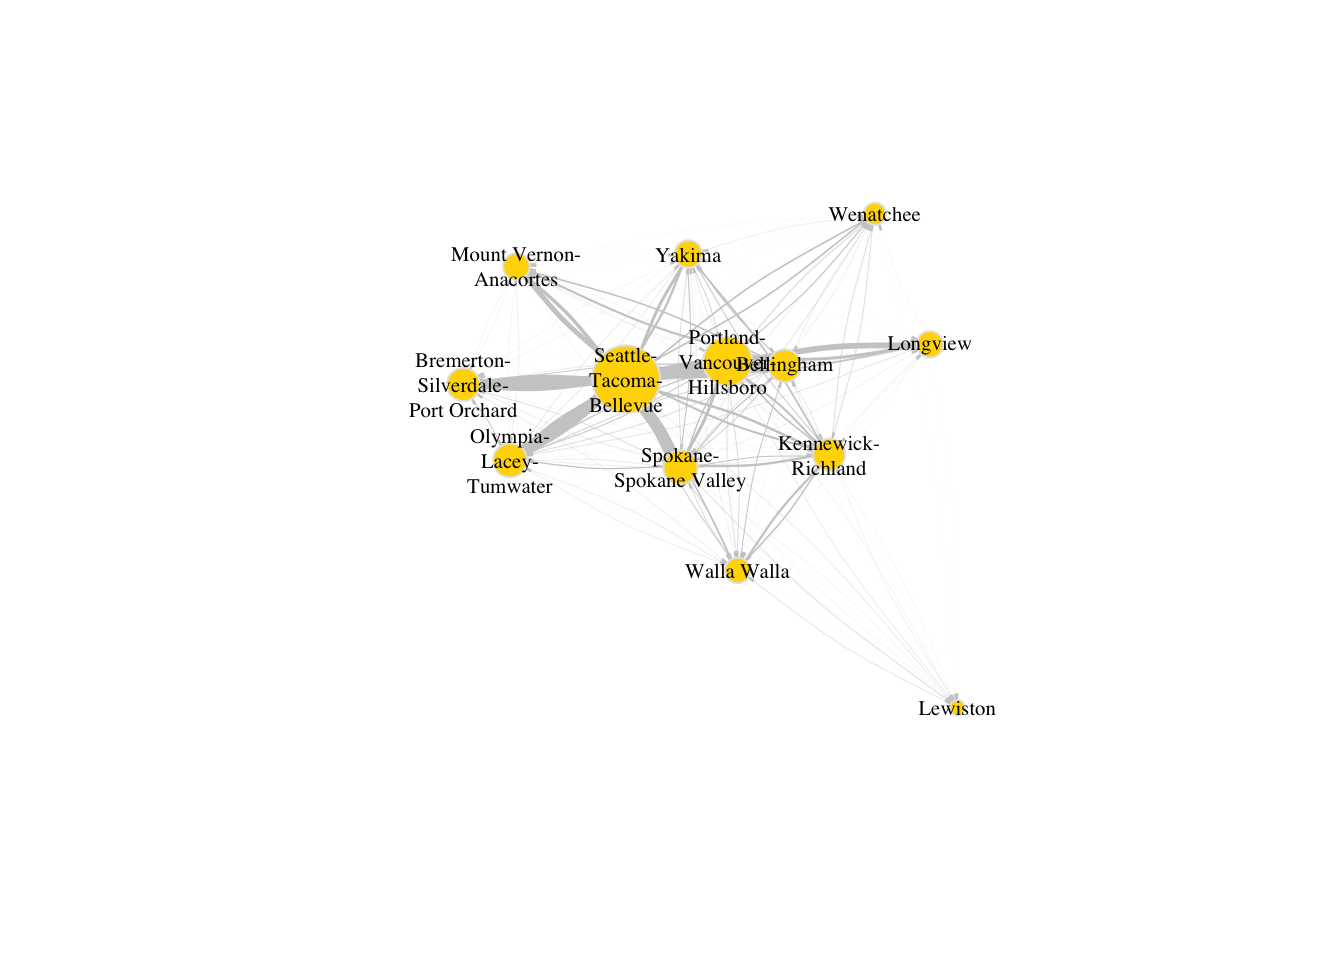 Wenatchee
Mount Vernon-
Anacortes
Yakima
Portland-
Vancouver-
Hillsboro
Bellingham
Longview
Seattle-
Tacoma-
Bellevue
Bremerton-
Silverdale-
Port Orchard
Olympia-
Lacey-
Tumwater
Spokane-
Spokane Valley
Kennewick-
Richland
Walla Walla
Lewiston